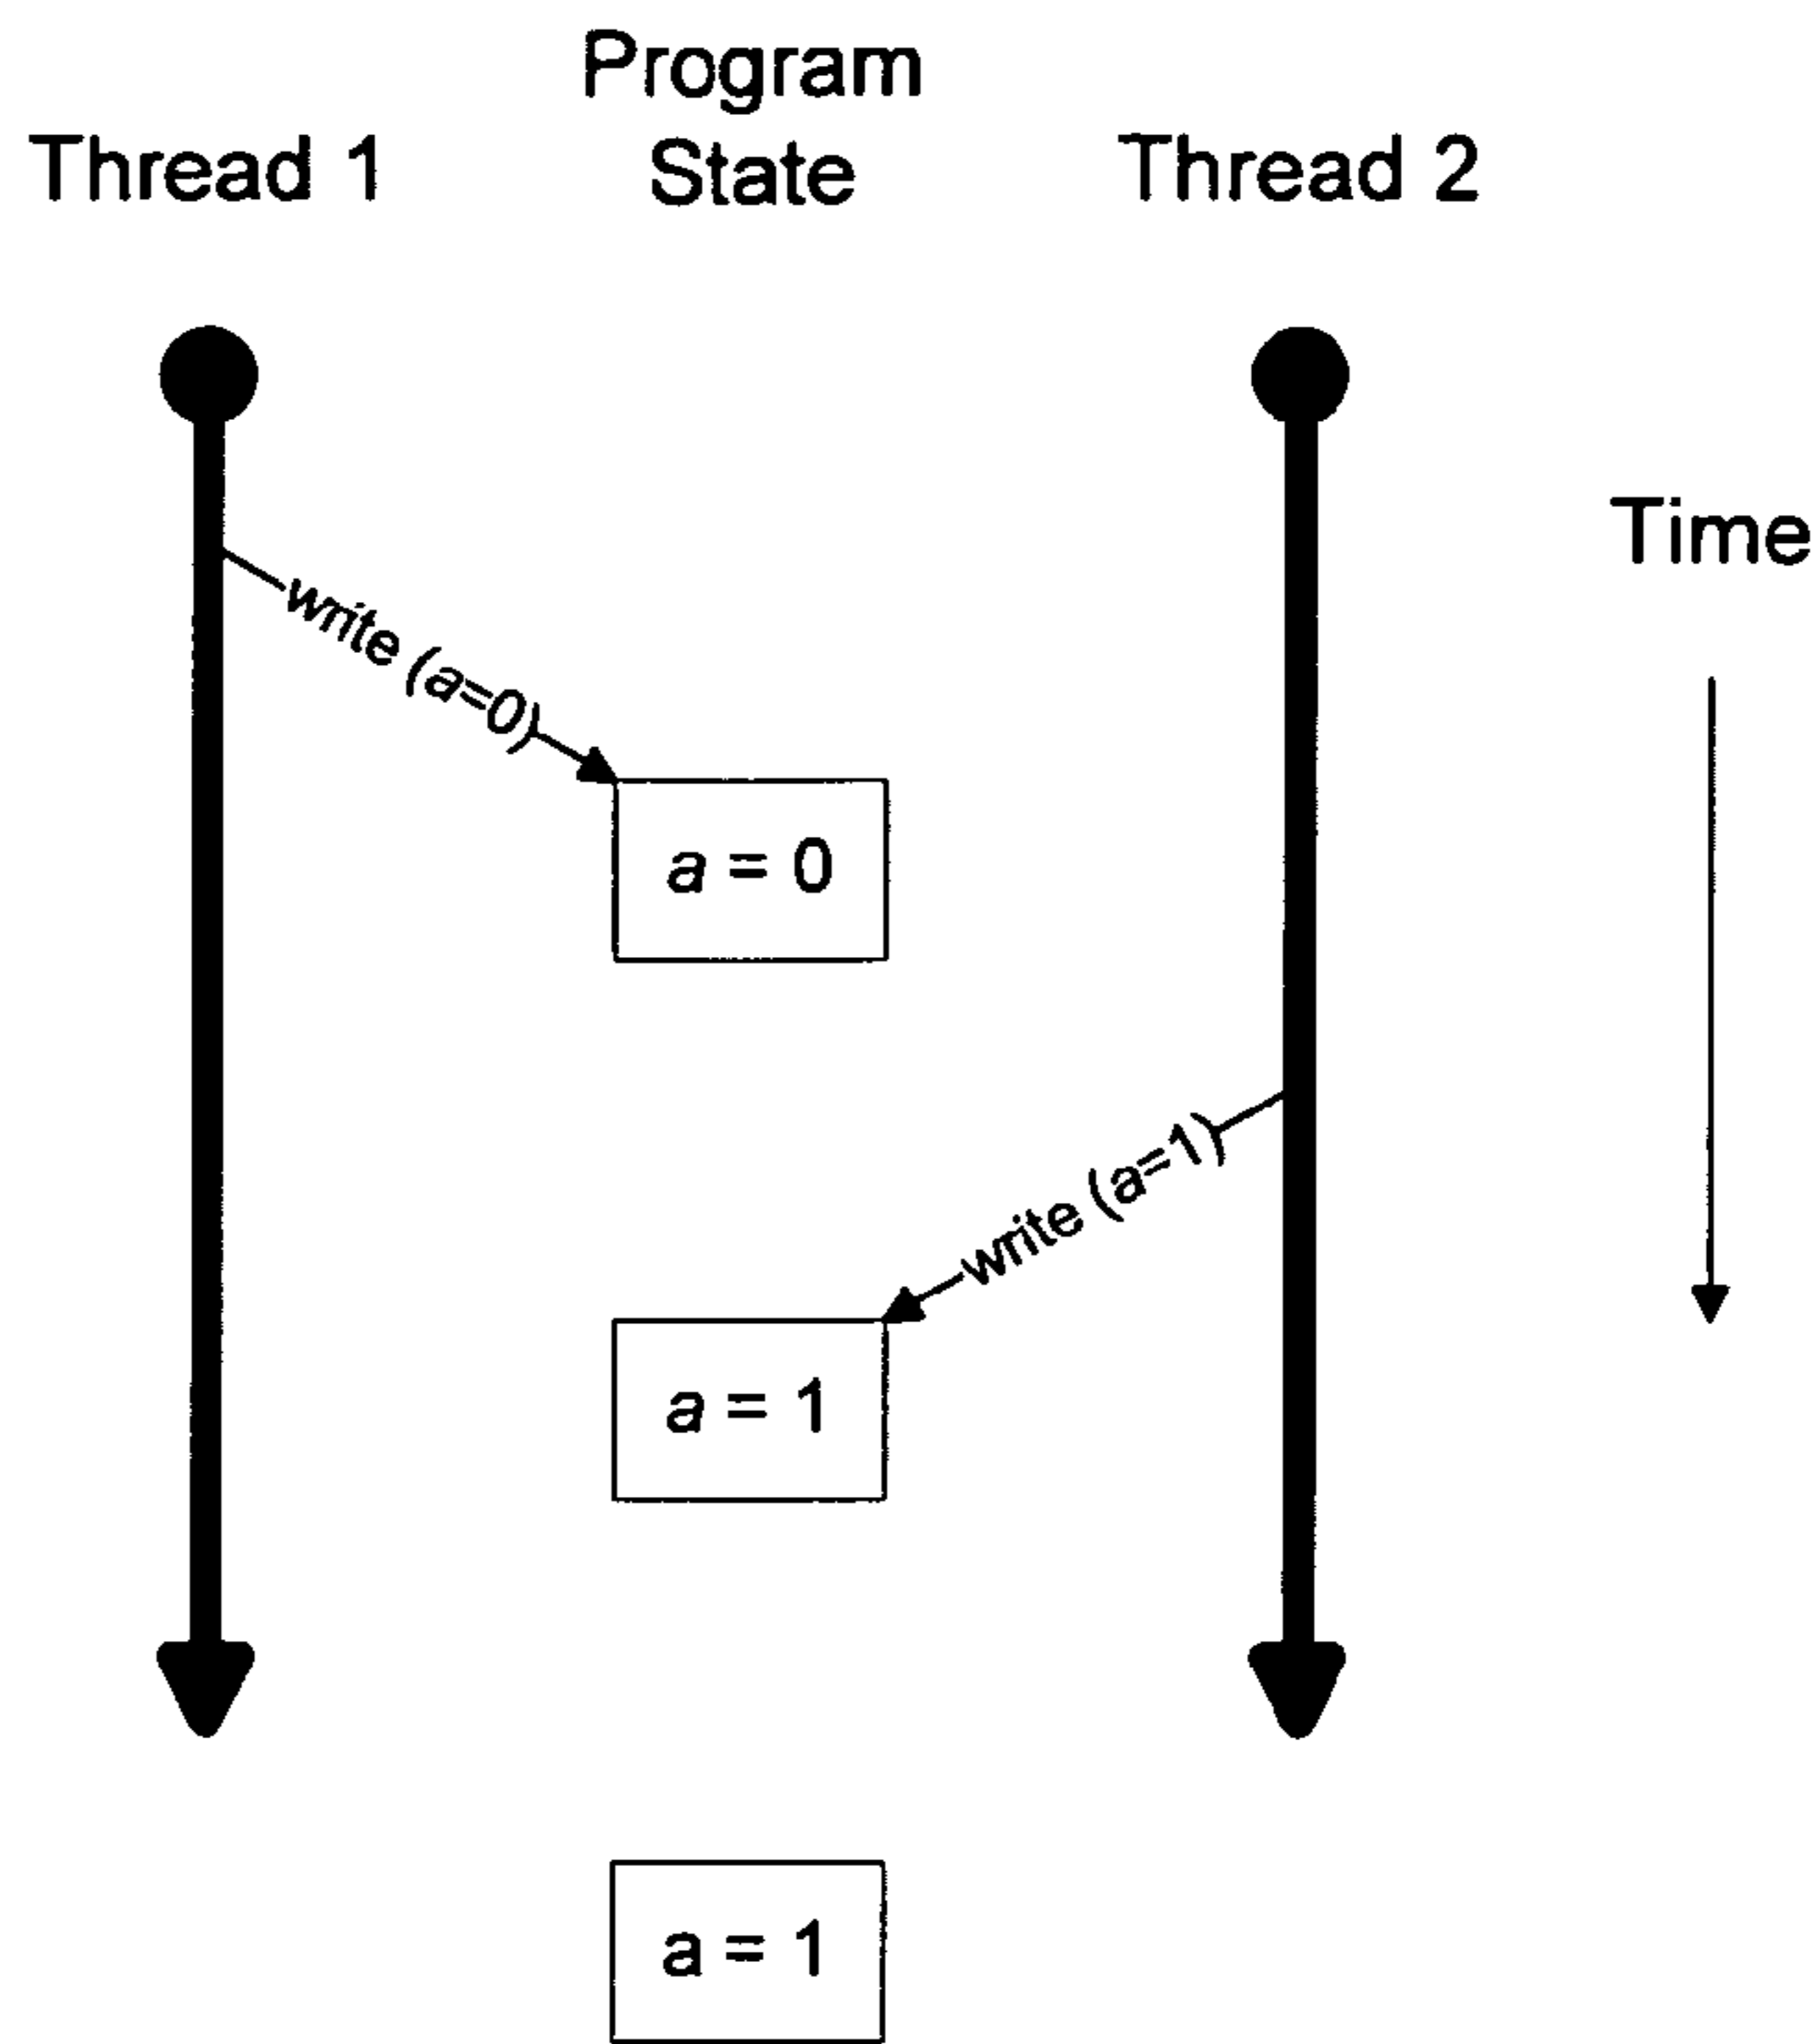 Program
State
Thread 1
Thread 2
Time
write (a=0)
a = 0
write (a=1)
a = 1
a = 1